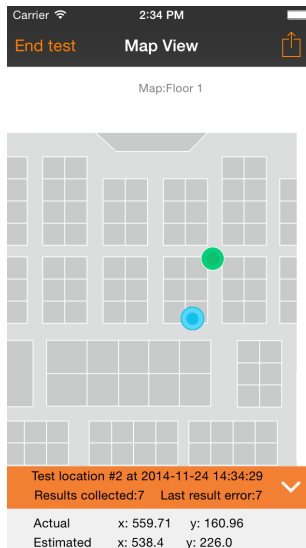 Carrier 2:34 PM
End test Map View
Map:Floor 1
Test location #2 at 2014-11-24 14:34:29
Results collected:7 Last result error:7
Actual x: 559.71 y: 160.96
Estimated x: 538.4 y: 226.0